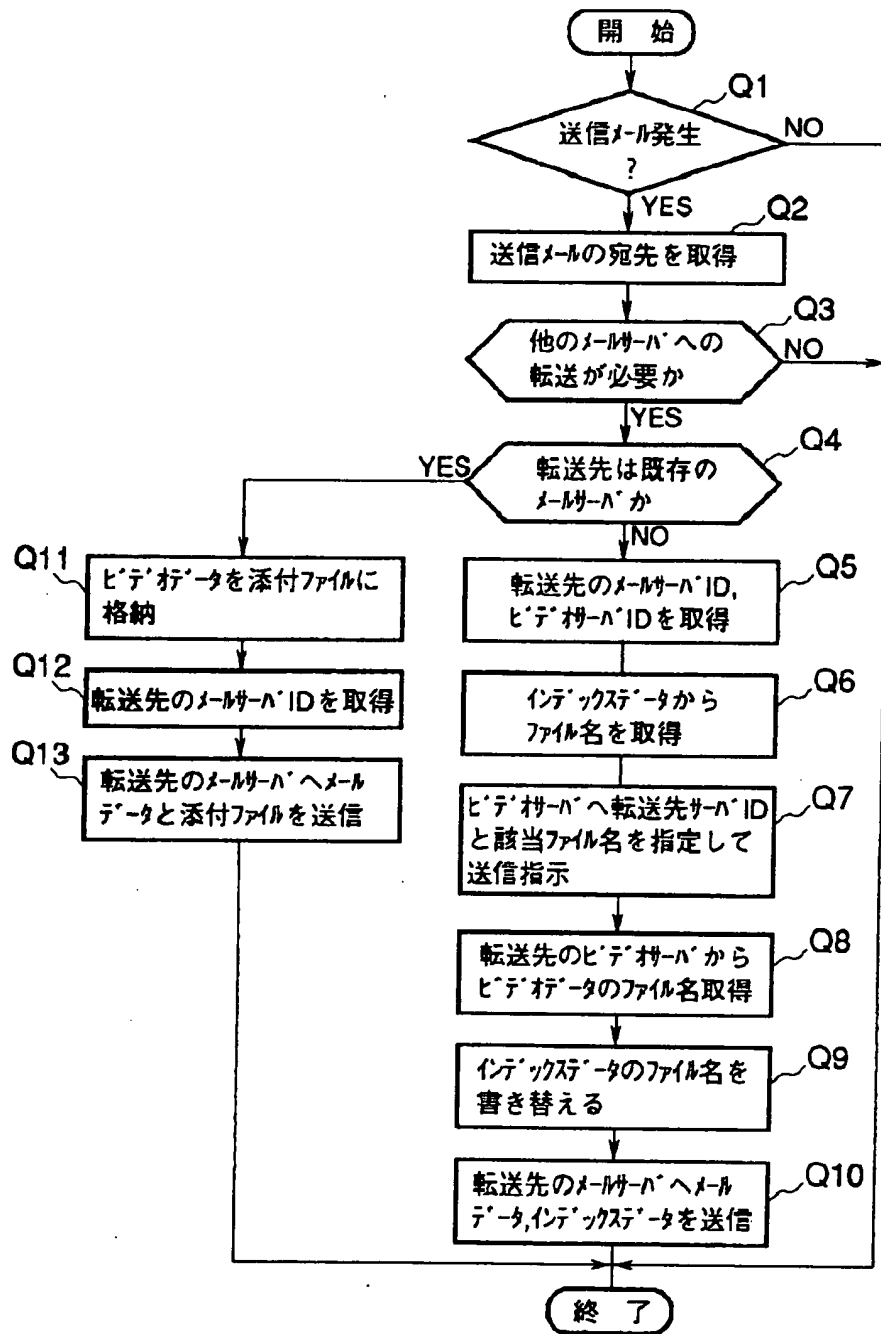 開 始
Q1
送信メール発生
?
NO
YES
Q2
送信メールの宛先を取得
Q3
他のメールサーバへの
転送が必要か
NO
YES
Q4
転送先は既存の
メールサーバか
YES
NO
Q11
ビデオデータを添付ファイルに
格納
Q12
転送先のメールサーバIDを取得
Q13
転送先のメールサーバへメール
データと添付ファイルを送信
Q5
転送先のメールサーバID,
ビデオサーバIDを取得
Q6
インデックスデータから
ファイル名を取得
Q7
ビデオサーバへ転送先サーバID
と該当ファイル名を指定して
送信指示
Q8
転送先のビデオサーバから
ビデオデータのファイル名取得
Q9
インデックスデータのファイル名を
書き替える
Q10
転送先のメールサーバへメール
データ,インデックスデータを送信
終 了